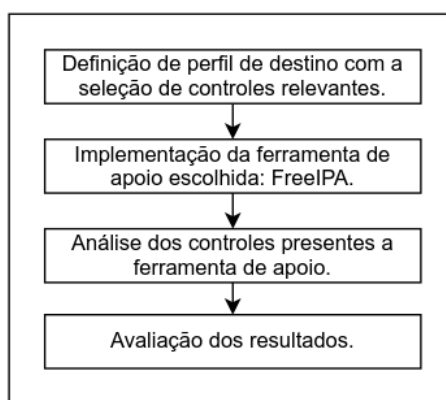 Definição de perfil de destino com a
seleção de controles relevantes.
Implementação da ferramenta de
apoio escolhida: FreeIPA.
Análise dos controles presentes a
ferramenta de apoio.
Avaliação dos resultados.